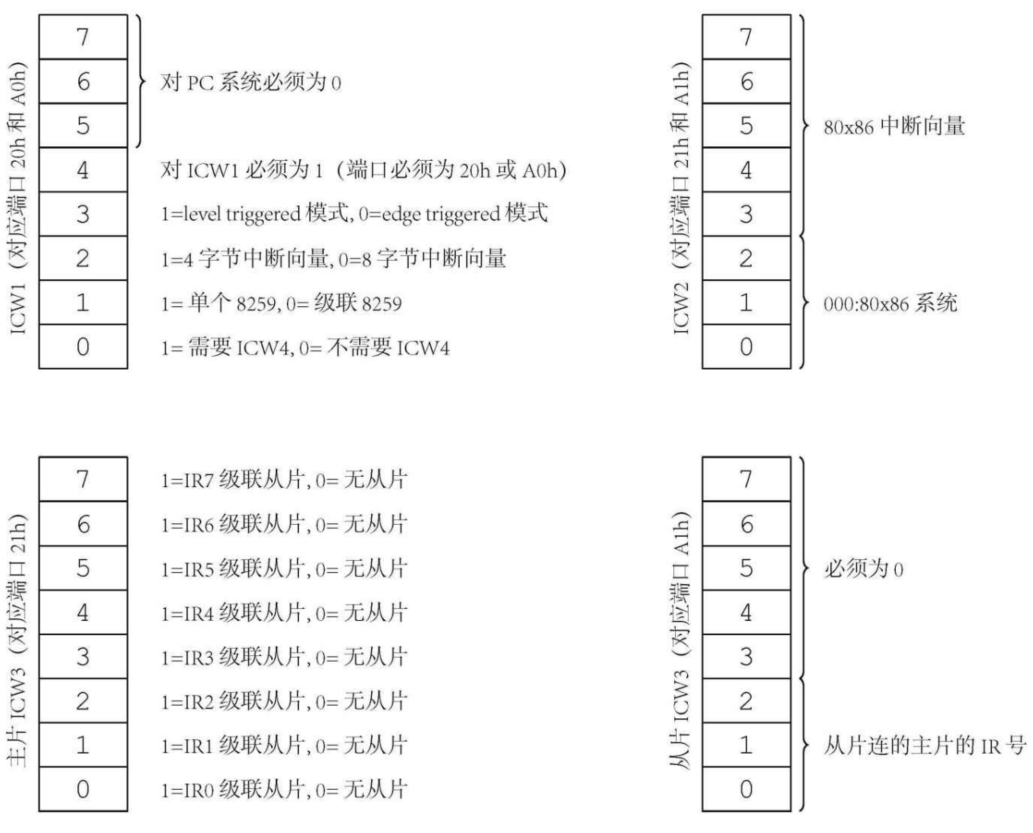 ICW1 (对应端口 20h 和 A0h)
7
6
5
对 PC 系统必须为 0
4
对 ICW1 必须为 1 (端口必须为 20h 或 A0h)
3
1=level triggered 模式, 0=edge triggered 模式
2
1=4 字节中断向量, 0=8 字节中断向量
1
1= 单个 8259, 0= 级联 8259
0
1= 需要 ICW4, 0= 不需要 ICW4
ICW2 (对应端口 21h 和 A1h)
7
6
5
4
3
80x86 中断向量
2
1
0
000:80x86 系统
主片 ICW3 (对应端口 21h)
7
1=IR7 级联从片, 0= 无从片
6
1=IR6 级联从片, 0= 无从片
5
1=IR5 级联从片, 0= 无从片
4
1=IR4 级联从片, 0= 无从片
3
1=IR3 级联从片, 0= 无从片
2
1=IR2 级联从片, 0= 无从片
1
1=IR1 级联从片, 0= 无从片
0
1=IR0 级联从片, 0= 无从片
从片 ICW3 (对应端口 A1h)
7
6
5
4
3
必须为 0
2
1
0
从片连的主片的 IR 号